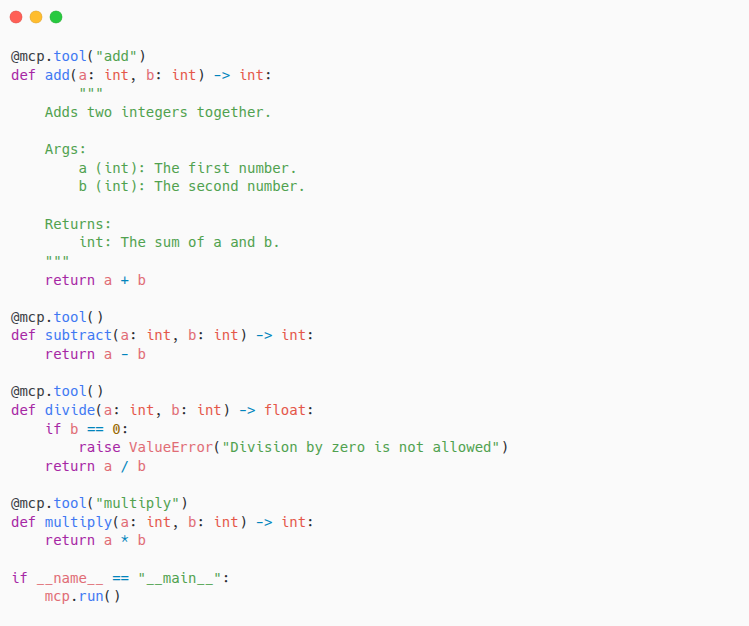 @mcp.tool("add")
def add(a: int, b: int) -> int:
        """
    Adds two integers together.

    Args:
        a (int): The first number.
        b (int): The second number.

    Returns:
        int: The sum of a and b.
    """
    return a + b

@mcp.tool()
def subtract(a: int, b: int) -> int:
    return a - b

@mcp.tool()
def divide(a: int, b: int) -> float:
    if b == 0:
        raise ValueError("Division by zero is not allowed")
    return a / b

@mcp.tool("multiply")
def multiply(a: int, b: int) -> int:
    return a * b

if __name__ == "__main__":
    mcp.run()